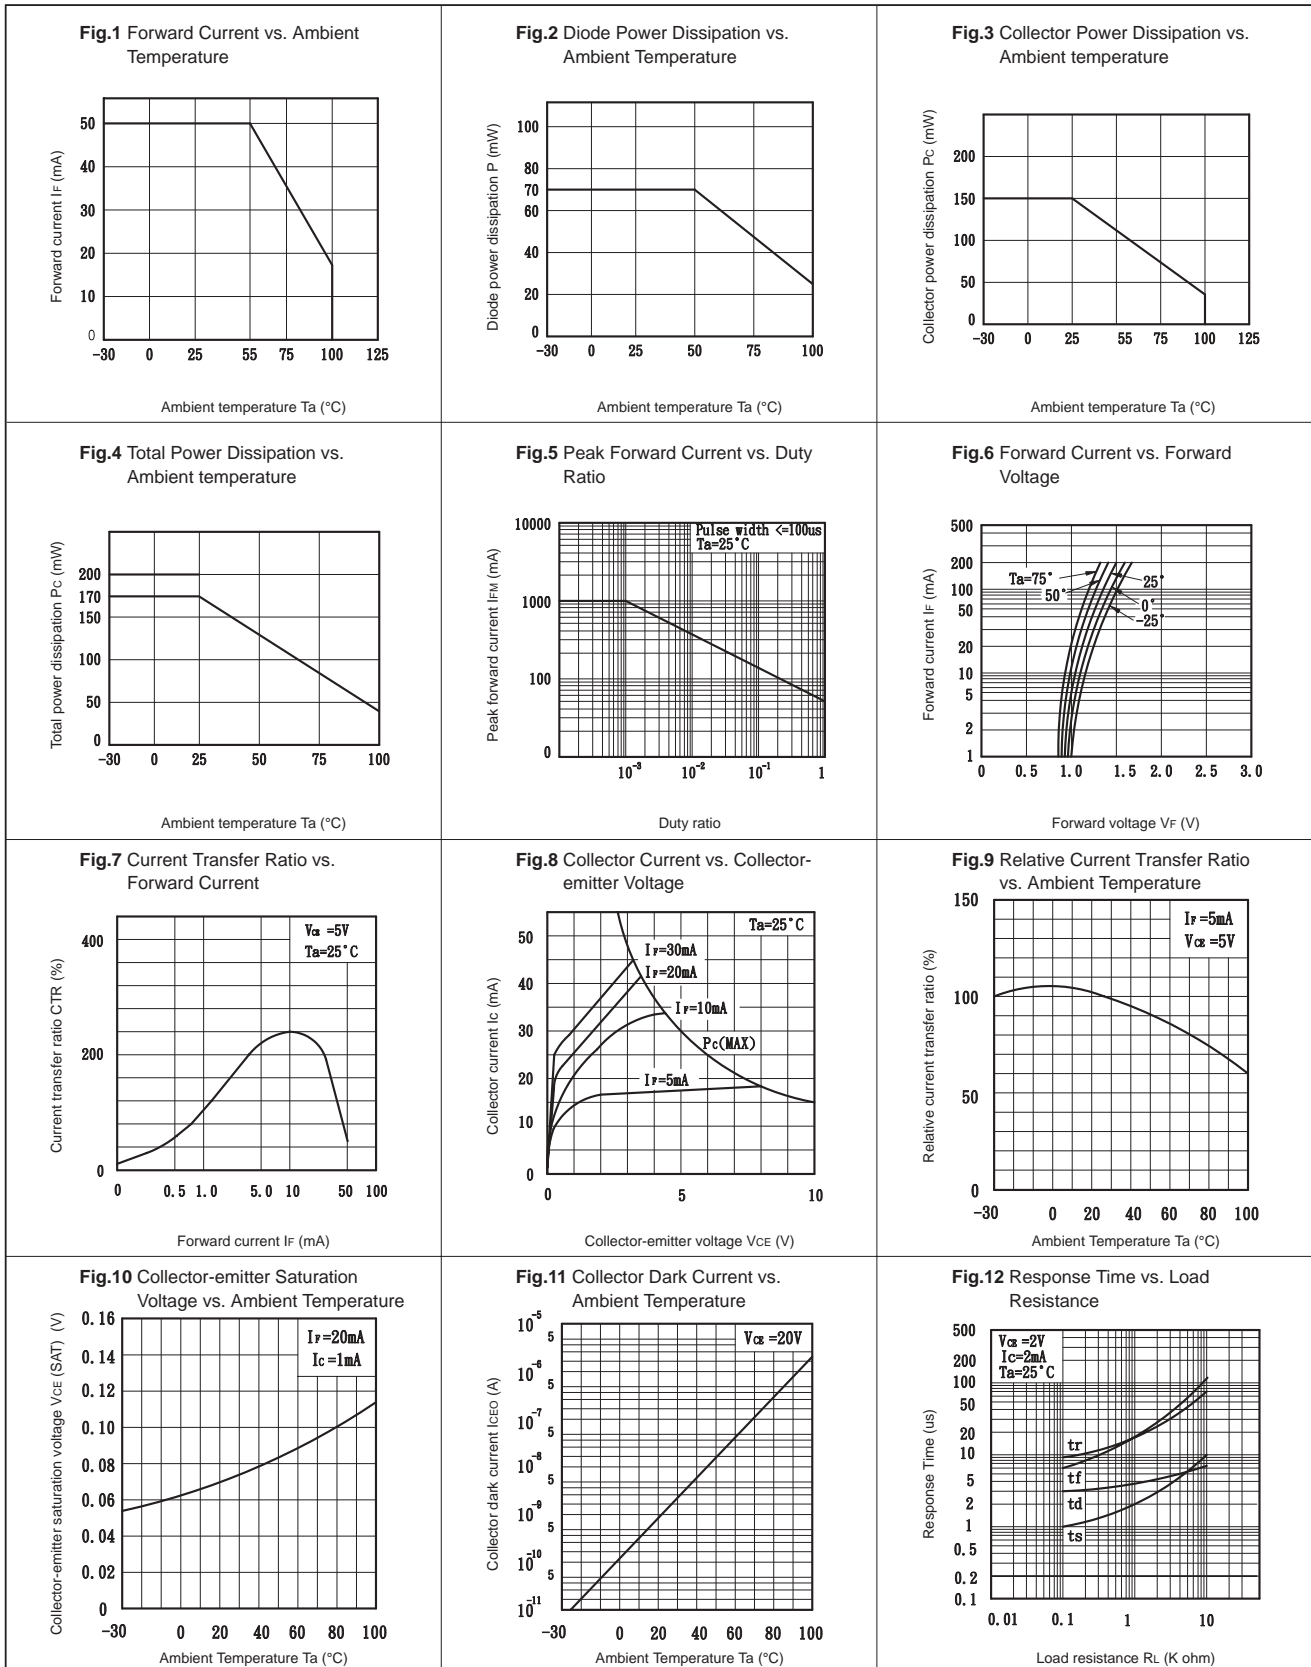 Fig.1 Forward Current vs. Ambient
Temperature
Forward current IF (mA)
50
40
30
20
10
0
-30 0 25 55 75 100 125
Ambient temperature Ta (°C)
Fig.2 Diode Power Dissipation vs.
Ambient Temperature
Diode power dissipation P (mW)
100
80
70
60
40
20
0
-30 0 25 50 75 100
Ambient temperature Ta (°C)
Fig.3 Collector Power Dissipation vs.
Ambient temperature
Collector power dissipation Pc (mW)
200
150
100
50
0
-30 0 25 55 75 100 125
Ambient temperature Ta (°C)
Fig.4 Total Power Dissipation vs.
Ambient temperature
Total power dissipation Pc (mW)
200
170
150
100
50
0
-30 0 25 50 75 100
Ambient temperature Ta (°C)
Fig.5 Peak Forward Current vs. Duty
Ratio
Peak forward current IFM (mA)
Pulse width <=100us
Ta=25°C
10000
1000
100
0
10⁻³ 10⁻² 10⁻¹ 1
Duty ratio
Fig.6 Forward Current vs. Forward
Voltage
Forward current IF (mA)
500
200
100
50
20
10
5
2
1
Ta=75°
50°
25°
0°
-25°
0 0.5 1.0 1.5 2.0 2.5 3.0
Forward voltage VF (V)
Fig.7 Current Transfer Ratio vs.
Forward Current
Current transfer ratio CTR (%)
VCE =5V
Ta=25°C
400
200
0
0 0.5 1.0 5.0 10 50 100
Forward current IF (mA)
Fig.8 Collector Current vs. Collector-
emitter Voltage
Collector current Ic (mA)
Ta=25°C
50
40
30
20
10
0
IF=30mA
IF=20mA
IF=10mA
Pc(MAX)
IF=5mA
0 5 10
Collector-emitter voltage VCE (V)
Fig.9 Relative Current Transfer Ratio
vs. Ambient Temperature
Relative current transfer ratio (%)
IF=5mA
VCE =5V
150
100
50
0
-30 0 20 40 60 80 100
Ambient Temperature Ta (°C)
Fig.10 Collector-emitter Saturation
Voltage vs. Ambient Temperature
Collector-emitter saturation voltage VCE (SAT) (V)
IF=20mA
Ic=1mA
0.16
0.14
0.12
0.10
0.08
0.06
0.04
0.02
0
-30 0 20 40 60 80 100
Ambient Temperature Ta (°C)
Fig.11 Collector Dark Current vs.
Ambient Temperature
Collector dark current ICEO (A)
VCE =20V
10⁻⁵
5
10⁻⁶
5
10⁻⁷
5
10⁻⁸
5
10⁻⁹
5
10⁻¹⁰
5
10⁻¹¹
-30 0 20 40 60 80 100
Ambient Temperature Ta (°C)
Fig.12 Response Time vs. Load
Resistance
Response Time (us)
VCE =2V
Ic=2mA
Ta=25°C
500
200
100
50
20
10
5
2
1
0.5
0.2
0.1
tr
tf
td
ts
0.01 0.1 1 10
Load resistance RL (K ohm)